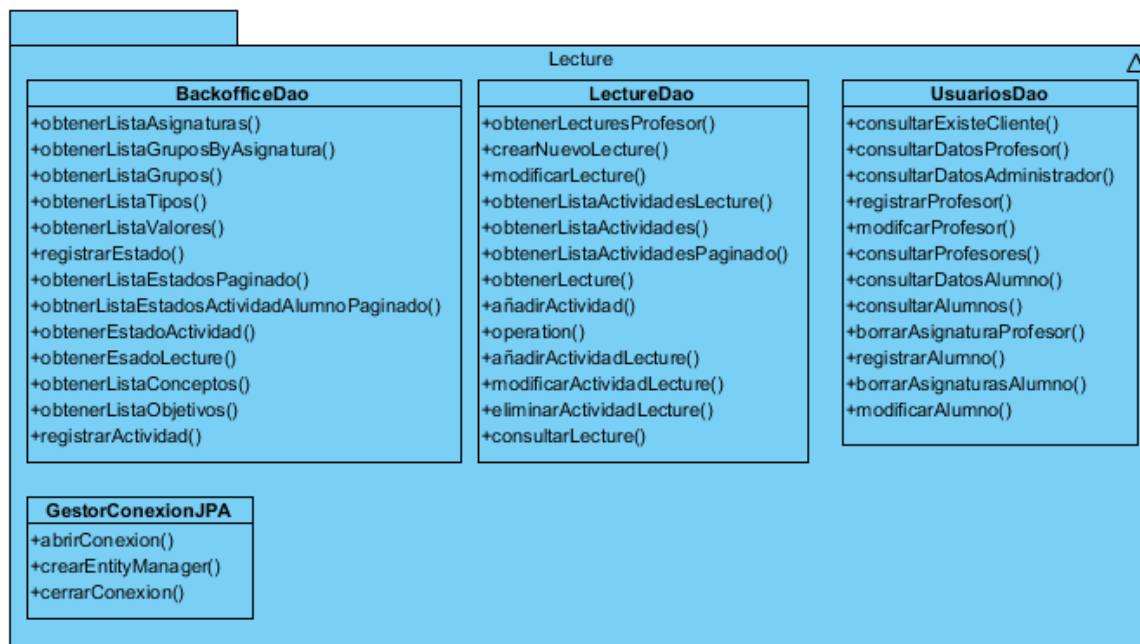 Lecture
BackofficeDao
+obtenerListaAsignaturas()
+obtenerListaGruposByAsignatura()
+obtenerListaGrupos()
+obtenerListaTipos()
+obtenerListaValores()
+registrarEstado()
+obtenerListaEstadosPaginado()
+obtnerListaEstadosActividadAlumnoPaginado()
+obtenerEstadoActividad()
+obtenerEsadoLecture()
+obtenerListaConceptos()
+obtenerListaObjetivos()
+registrarActividad()
LectureDao
+obtenerLecturesProfesor()
+crearNuevoLecture()
+modificarLecture()
+obtenerListaActividadesLecture()
+obtenerListaActividades()
+obtenerListaActividadesPaginado()
+obtenerLecture()
+añadirActividad()
+operation()
+añadirActividadLecture()
+modificarActividadLecture()
+eliminarActividadLecture()
+consultarLecture()
UsuariosDao
+consultarExisteCliente()
+consultarDatosProfesor()
+consultarDatosAdministrador()
+registrarProfesor()
+modifcarProfesor()
+consultarProfesores()
+consultarDatosAlumno()
+consultarAlumnos()
+borrarAsignaturaProfesor()
+registrarAlumno()
+borrarAsignaturasAlumno()
+modificarAlumno()
GestorConexionJPA
+abrirConexion()
+crearEntityManager()
+cerrarConexion()